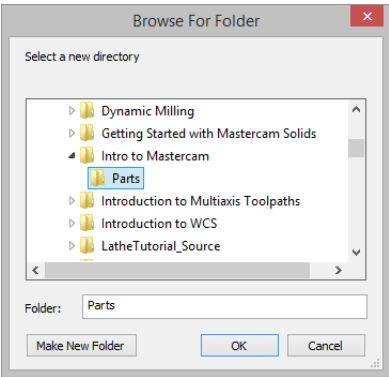 Browse For Folder
Select a new directory
Dynamic Milling
Getting Started with Mastercam Solids
Intro to Mastercam
Parts
Introduction to Multiaxis Toolpaths
Introduction to WCS
LatheTutorial_Source
Folder: Parts
Make New Folder OK Cancel